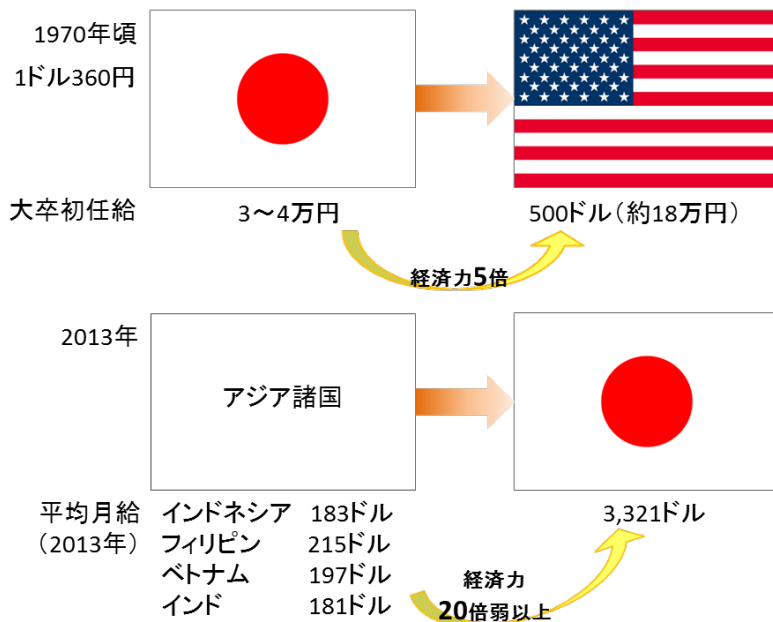 1970年頃
1ドル360円
大卒初任給
3～4万円
500ドル（約18万円）
経済力5倍
2013年
アジア諸国
平均月給
（2013年）
インドネシア 183ドル
フィリピン 215ドル
ベトナム 197ドル
インド 181ドル
3,321ドル
経済力
20倍弱以上